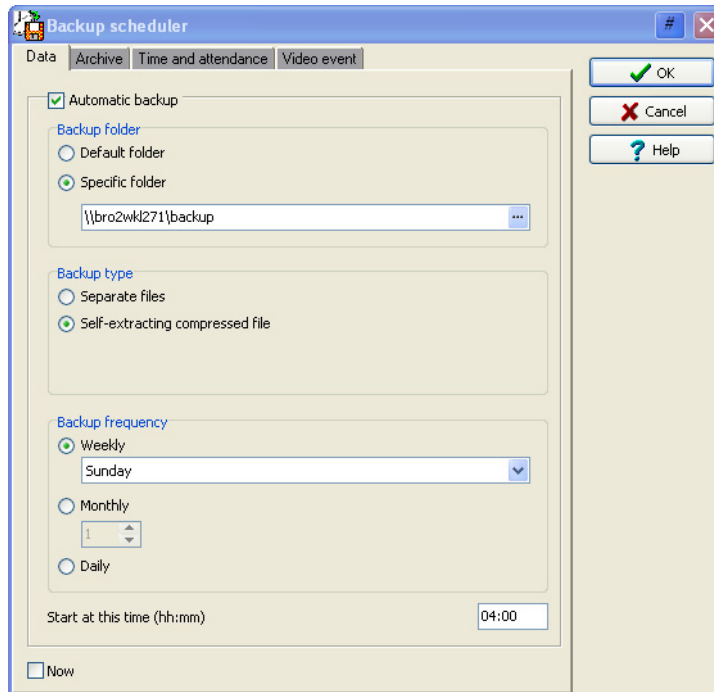 Backup scheduler #
Data Archive Time and attendance Video event
OK
Cancel
? Help
Automatic backup
Backup folder
Default folder
Specific folder
\\bro2wkl271\backup ...
Backup type
Separate files
Self-extracting compressed file
Backup frequency
Weekly
Sunday
Monthly
1
Daily
Start at this time (hh:mm) 04:00
Now